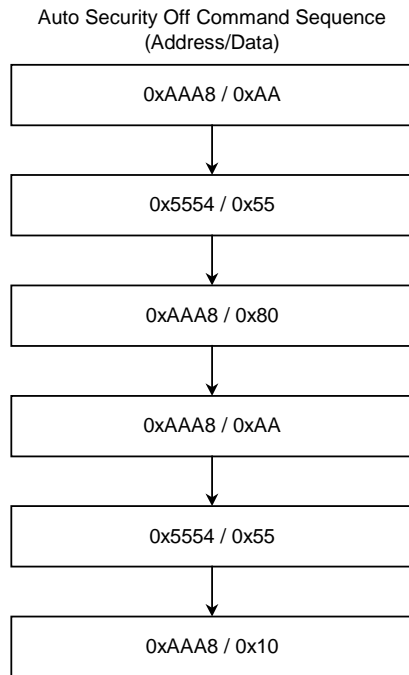 Auto Security Off Command Sequence
(Address/Data)
0xAAA8 / 0xAA
0x5554 / 0x55
0xAAA8 / 0x80
0xAAA8 / 0xAA
0x5554 / 0x55
0xAAA8 / 0x10